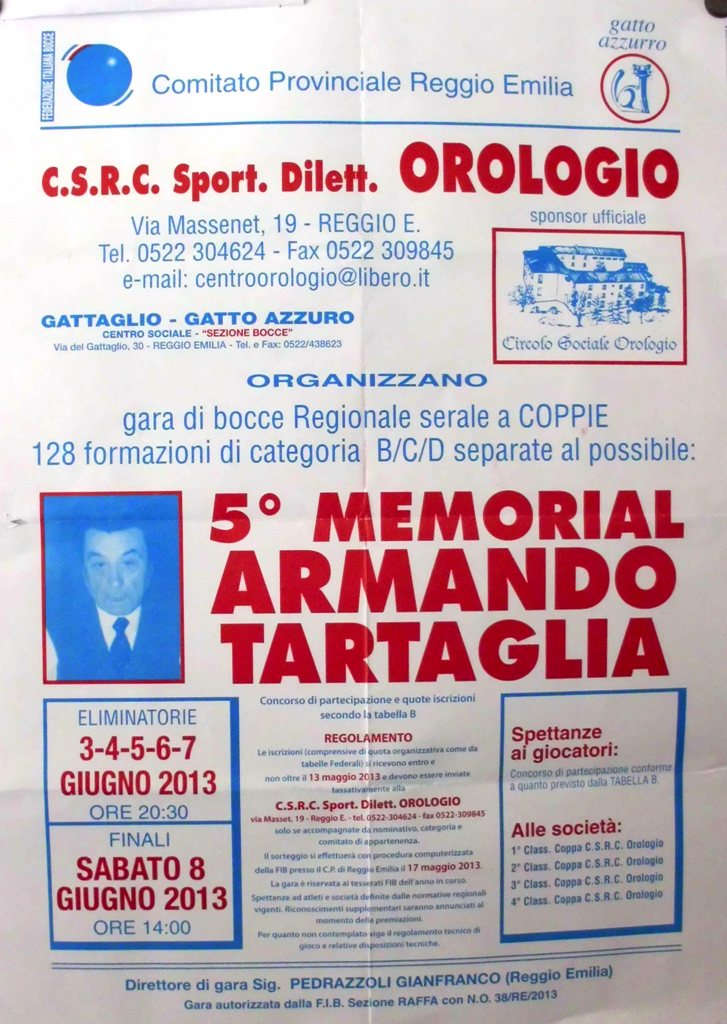 FEDERAZIONE ITALIANA BOCCE
Comitato Provinciale Reggio Emilia
gatto
azzurro
C.S.R.C. Sport. Dilett. OROLOGIO
Via Massenet, 19 - REGGIO E.
Tel. 0522 304624 - Fax 0522 309845
e-mail: centroorologio@libero.it
sponsor ufficiale
Circolo Sociale Orologio
GATTAGLIO - GATTO AZZURO
CENTRO SOCIALE - "SEZIONE BOCCE"
Via del Gattaglio, 30 - REGGIO EMILIA - Tel. e Fax: 0522/438623
ORGANIZZANO
gara di bocce Regionale serale a COPPIE
128 formazioni di categoria B/C/D separate al possibile:
5° MEMORIAL
ARMANDO
TARTAGLIA
ELIMINATORIE
3-4-5-6-7
GIUGNO 2013
ORE 20:30
FINALI
SABATO 8
GIUGNO 2013
ORE 14:00
Concorso di partecipazione e quote iscrizioni
secondo la tabella B
REGOLAMENTO
Le iscrizioni (comprensive di quota organizzativa come da
tabelle Federali) si ricevono entro e
non oltre il 13 maggio 2013 e devono essere inviate
tassativamente alla
C.S.R.C. Sport. Dilett. OROLOGIO
via Masset. 19 - Reggio E. - tel. 0522-304624 - fax 0522-309845
solo se accompagnate da nominativo, categoria e
comitato di appartenenza.
Il sorteggio si effettuerà con procedura computerizzata
della FIB presso il C.P. di Reggio Emilia il 17 maggio 2013.
La gara è riservata ai tesserati FIB dell'anno in corso.
Spettanze ad atleti e società definite dalle normative regionali
vigenti. Riconoscimenti supplementari saranno annunciati al
momento delle premiazioni.
Per quanto non contemplato vige il regolamento tecnico di
gioco e relative disposizioni tecniche.
Spettanze
ai giocatori:
Concorso di partecipazione conforme
a quanto previsto dalla TABELLA B.
Alle società:
1° Class. Coppa C.S.R.C. Orologio
2° Class. Coppa C.S.R.C. Orologio
3° Class. Coppa C.S.R.C. Orologio
4° Class. Coppa C.S.R.C. Orologio
Direttore di gara Sig. PEDRAZZOLI GIANFRANCO (Reggio Emilia)
Gara autorizzata dalla F.I.B. Sezione RAFFA con N.O. 38/RE/2013